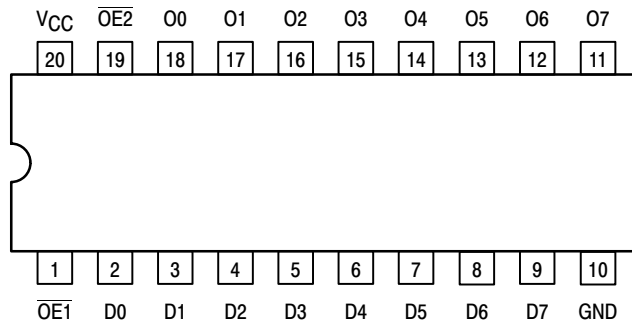 VCC OE2 O0 O1 O2 O3 O4 O5 O6 O7
20 19 18 17 16 15 14 13 12 11
1 2 3 4 5 6 7 8 9 10
OE1 D0 D1 D2 D3 D4 D5 D6 D7 GND